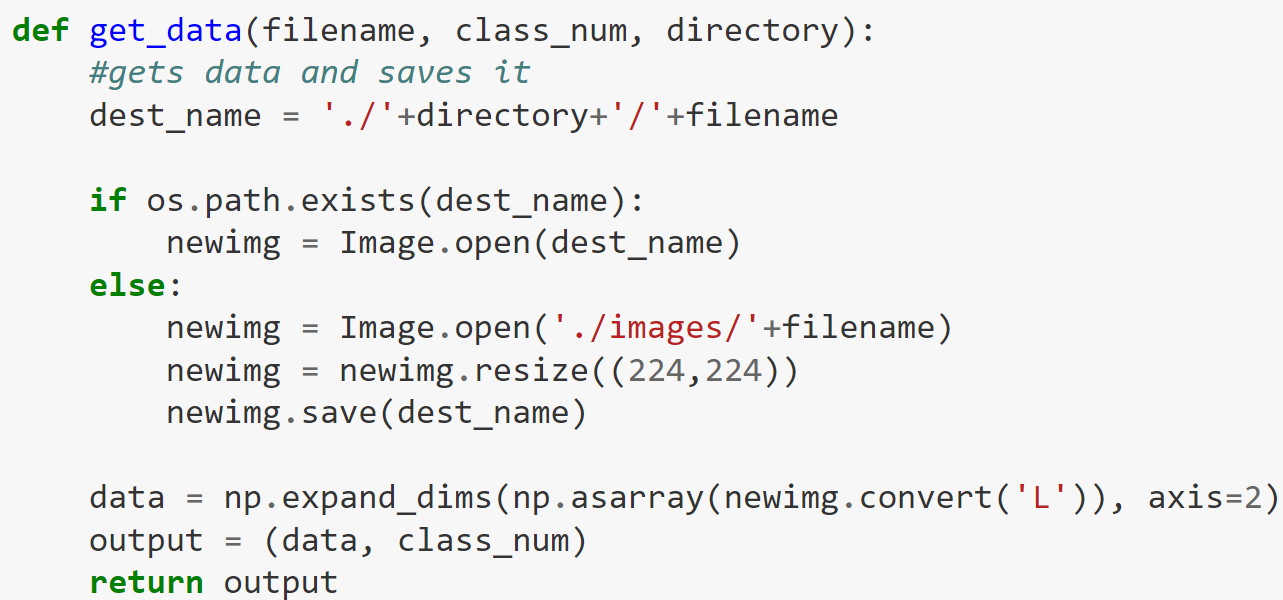 def get_data(filename, class_num, directory):
    #gets data and saves it
    dest_name = './'+directory+'/'+filename

    if os.path.exists(dest_name):
        newimg = Image.open(dest_name)
    else:
        newimg = Image.open('./images/'+filename)
        newimg = newimg.resize((224,224))
        newimg.save(dest_name)

    data = np.expand_dims(np.asarray(newimg.convert('L')), axis=2)
    output = (data, class_num)
    return output